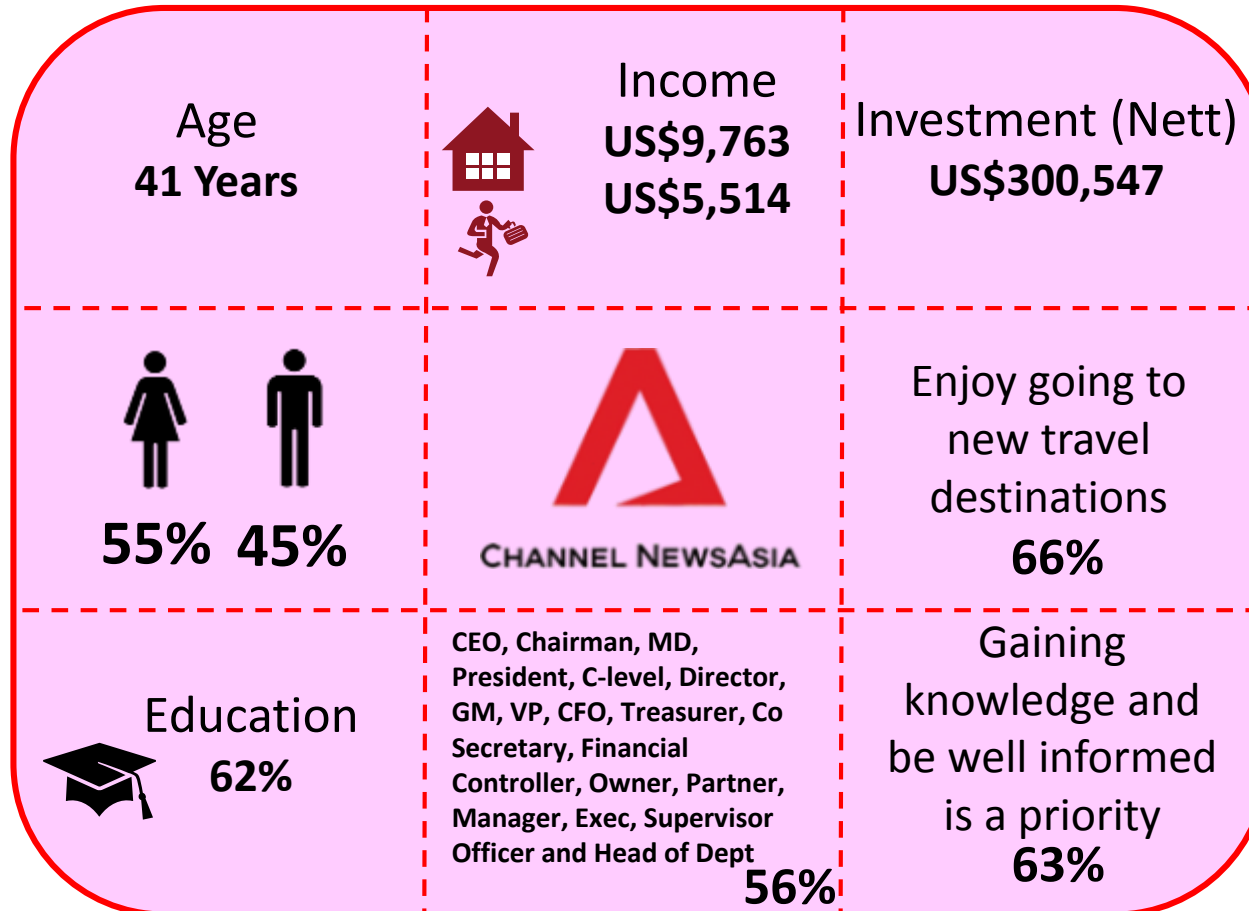 Age
41 Years
Income
US$9,763
US$5,514
Investment (Nett)
US$300,547
55% 45%
CHANNEL NEWSASIA
Enjoy going to
new travel
destinations
66%
Education
62%
CEO, Chairman, MD,
President, C-level, Director,
GM, VP, CFO, Treasurer, Co
Secretary, Financial
Controller, Owner, Partner,
Manager, Exec, Supervisor
Officer and Head of Dept
56%
Gaining
knowledge and
be well informed
is a priority
63%